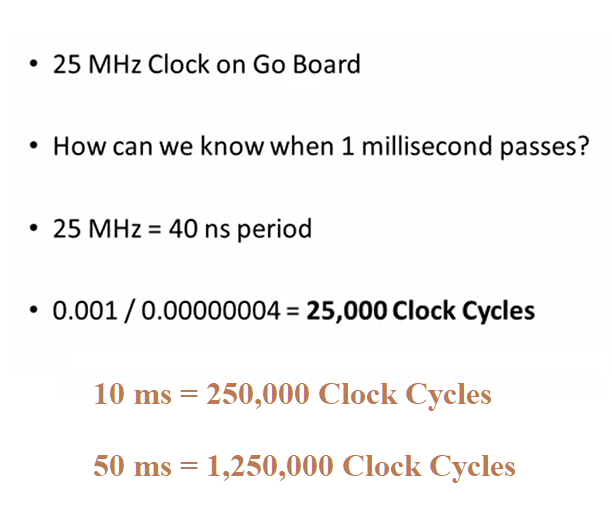 • 25 MHz Clock on Go Board
• How can we know when 1 millisecond passes?
• 25 MHz = 40 ns period
• 0.001 / 0.00000004 = 25,000 Clock Cycles
10 ms = 250,000 Clock Cycles
50 ms = 1,250,000 Clock Cycles